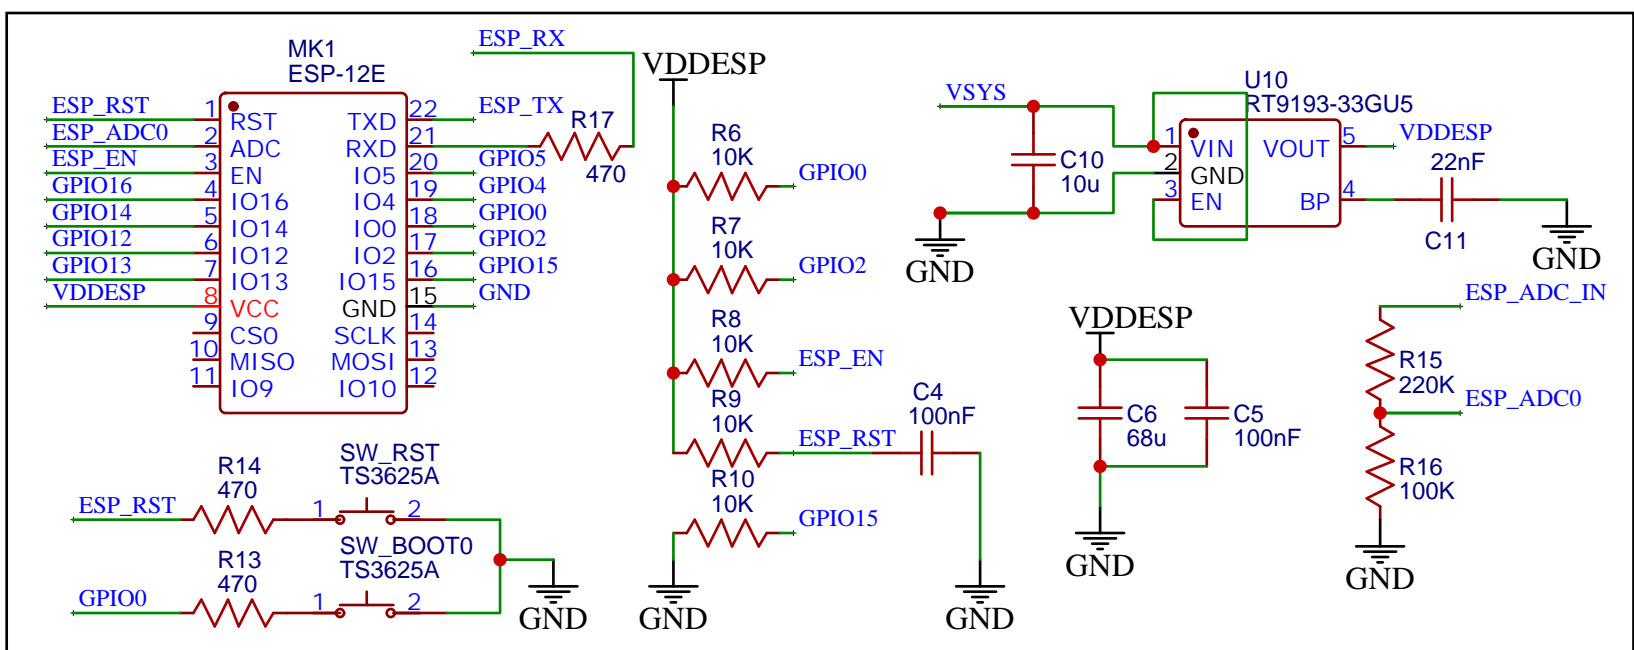 MK1
ESP-12E
ESP_RST 1 RST
ESP_ADC0 2 ADC
ESP_EN 3 EN
GPIO16 4 IO16
GPIO14 5 IO14
GPIO12 6 IO12
GPIO13 7 IO13
VDDESP 8 VCC
9 CS0
10 MISO
11 IO9
TXD 22 ESP_TX
RXD 21
IO5 20 GPIO5
IO4 19 GPIO4
IO0 18 GPIO0
IO2 17 GPIO2
IO15 16 GPIO15
GND 15 GND
SCLK 14
MOSI 13
IO10 12
ESP_RX
R17
470
VDDESP
R6
10K
GPIO0
R7
10K
GPIO2
R8
10K
ESP_EN
R9
10K
ESP_RST
R10
10K
GPIO15
GND
C4
100nF
GND
VSYS
C10
10u
GND
U10
RT9193-33GU5
1 VIN
2 GND
3 EN
VOUT 5 VDDESP
BP 4
22nF
C11
GND
VDDESP
C6
68u
C5
100nF
GND
ESP_ADC_IN
R15
220K
ESP_ADC0
R16
100K
GND
SW_RST
TS3625A
R14
470
ESP_RST
1 2
SW_BOOT0
TS3625A
R13
470
GPIO0
1 2
GND